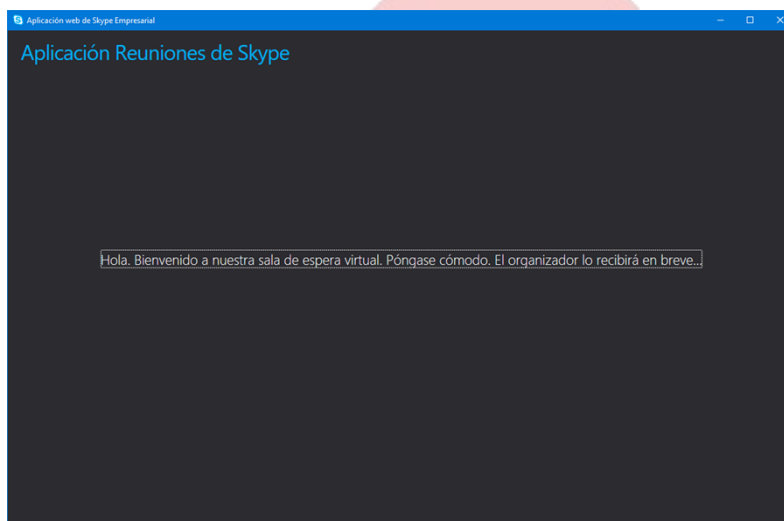 Aplicación web de Skype Empresarial
Aplicación Reuniones de Skype
Hola. Bienvenido a nuestra sala de espera virtual. Póngase cómodo. El organizador lo recibirá en breve...